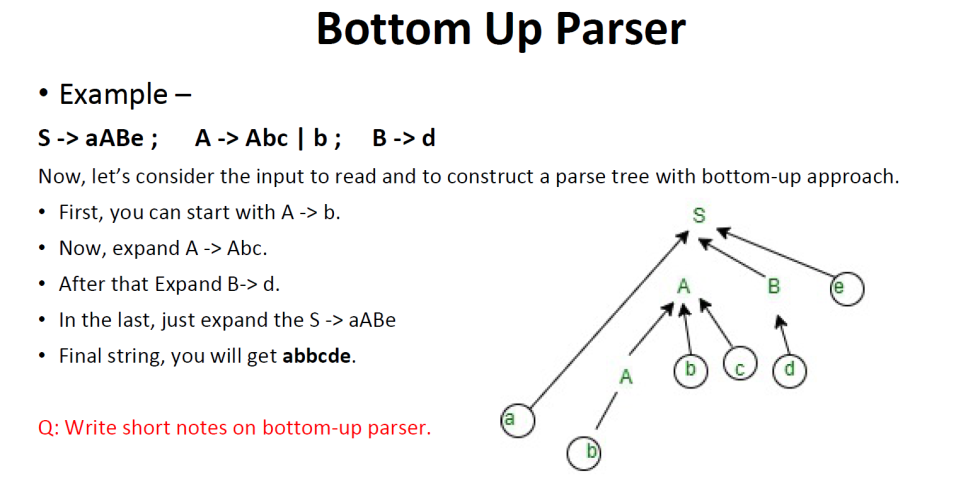 Bottom Up Parser
• Example –
S -> aABe ; A -> Abc | b ; B -> d
Now, let’s consider the input to read and to construct a parse tree with bottom-up approach.
• First, you can start with A -> b.
• Now, expand A -> Abc.
• After that Expand B-> d.
• In the last, just expand the S -> aABe
• Final string, you will get abbcde.
Q: Write short notes on bottom-up parser.
S
A B e
A b c d
a
b